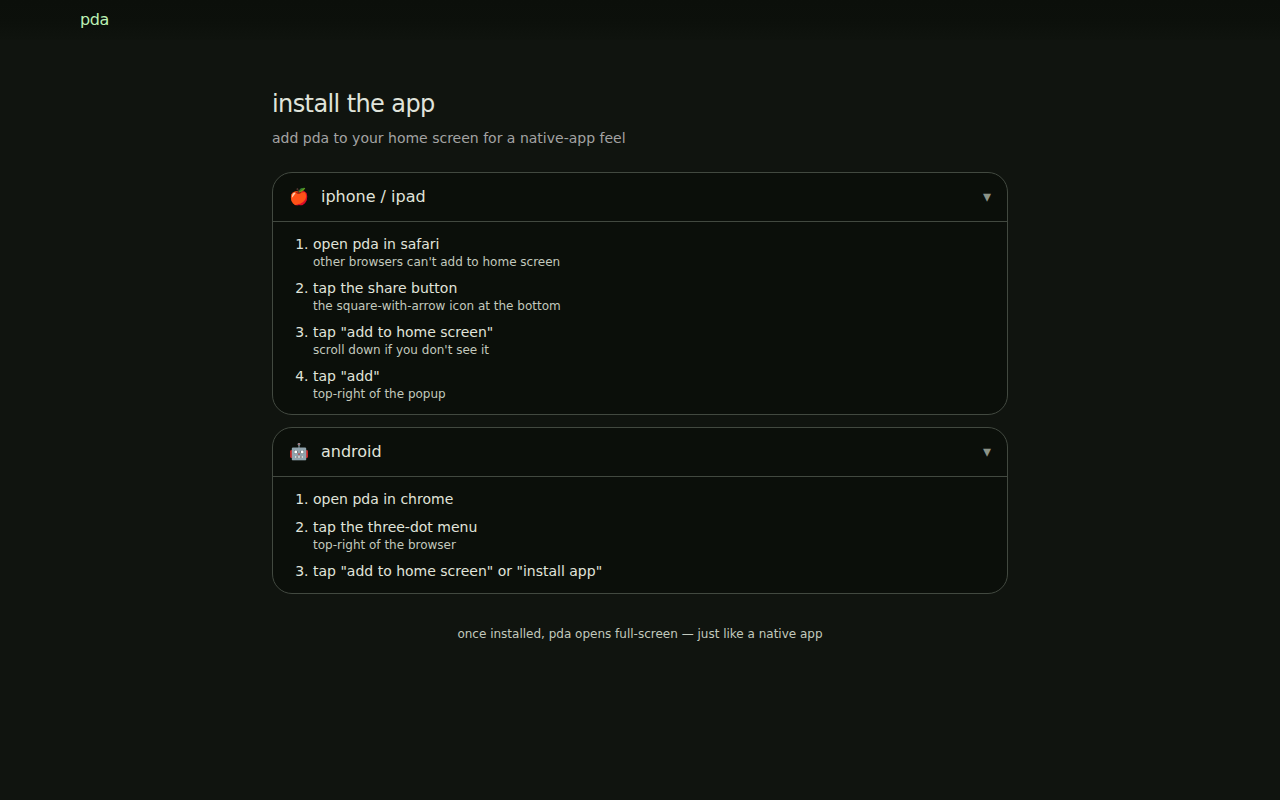 pda
install the app
add pda to your home screen for a native-app feel
iphone / ipad
1. open pda in safari
other browsers can't add to home screen
2. tap the share button
the square-with-arrow icon at the bottom
3. tap "add to home screen"
scroll down if you don't see it
4. tap "add"
top-right of the popup
android
1. open pda in chrome
2. tap the three-dot menu
top-right of the browser
3. tap "add to home screen" or "install app"
once installed, pda opens full-screen — just like a native app